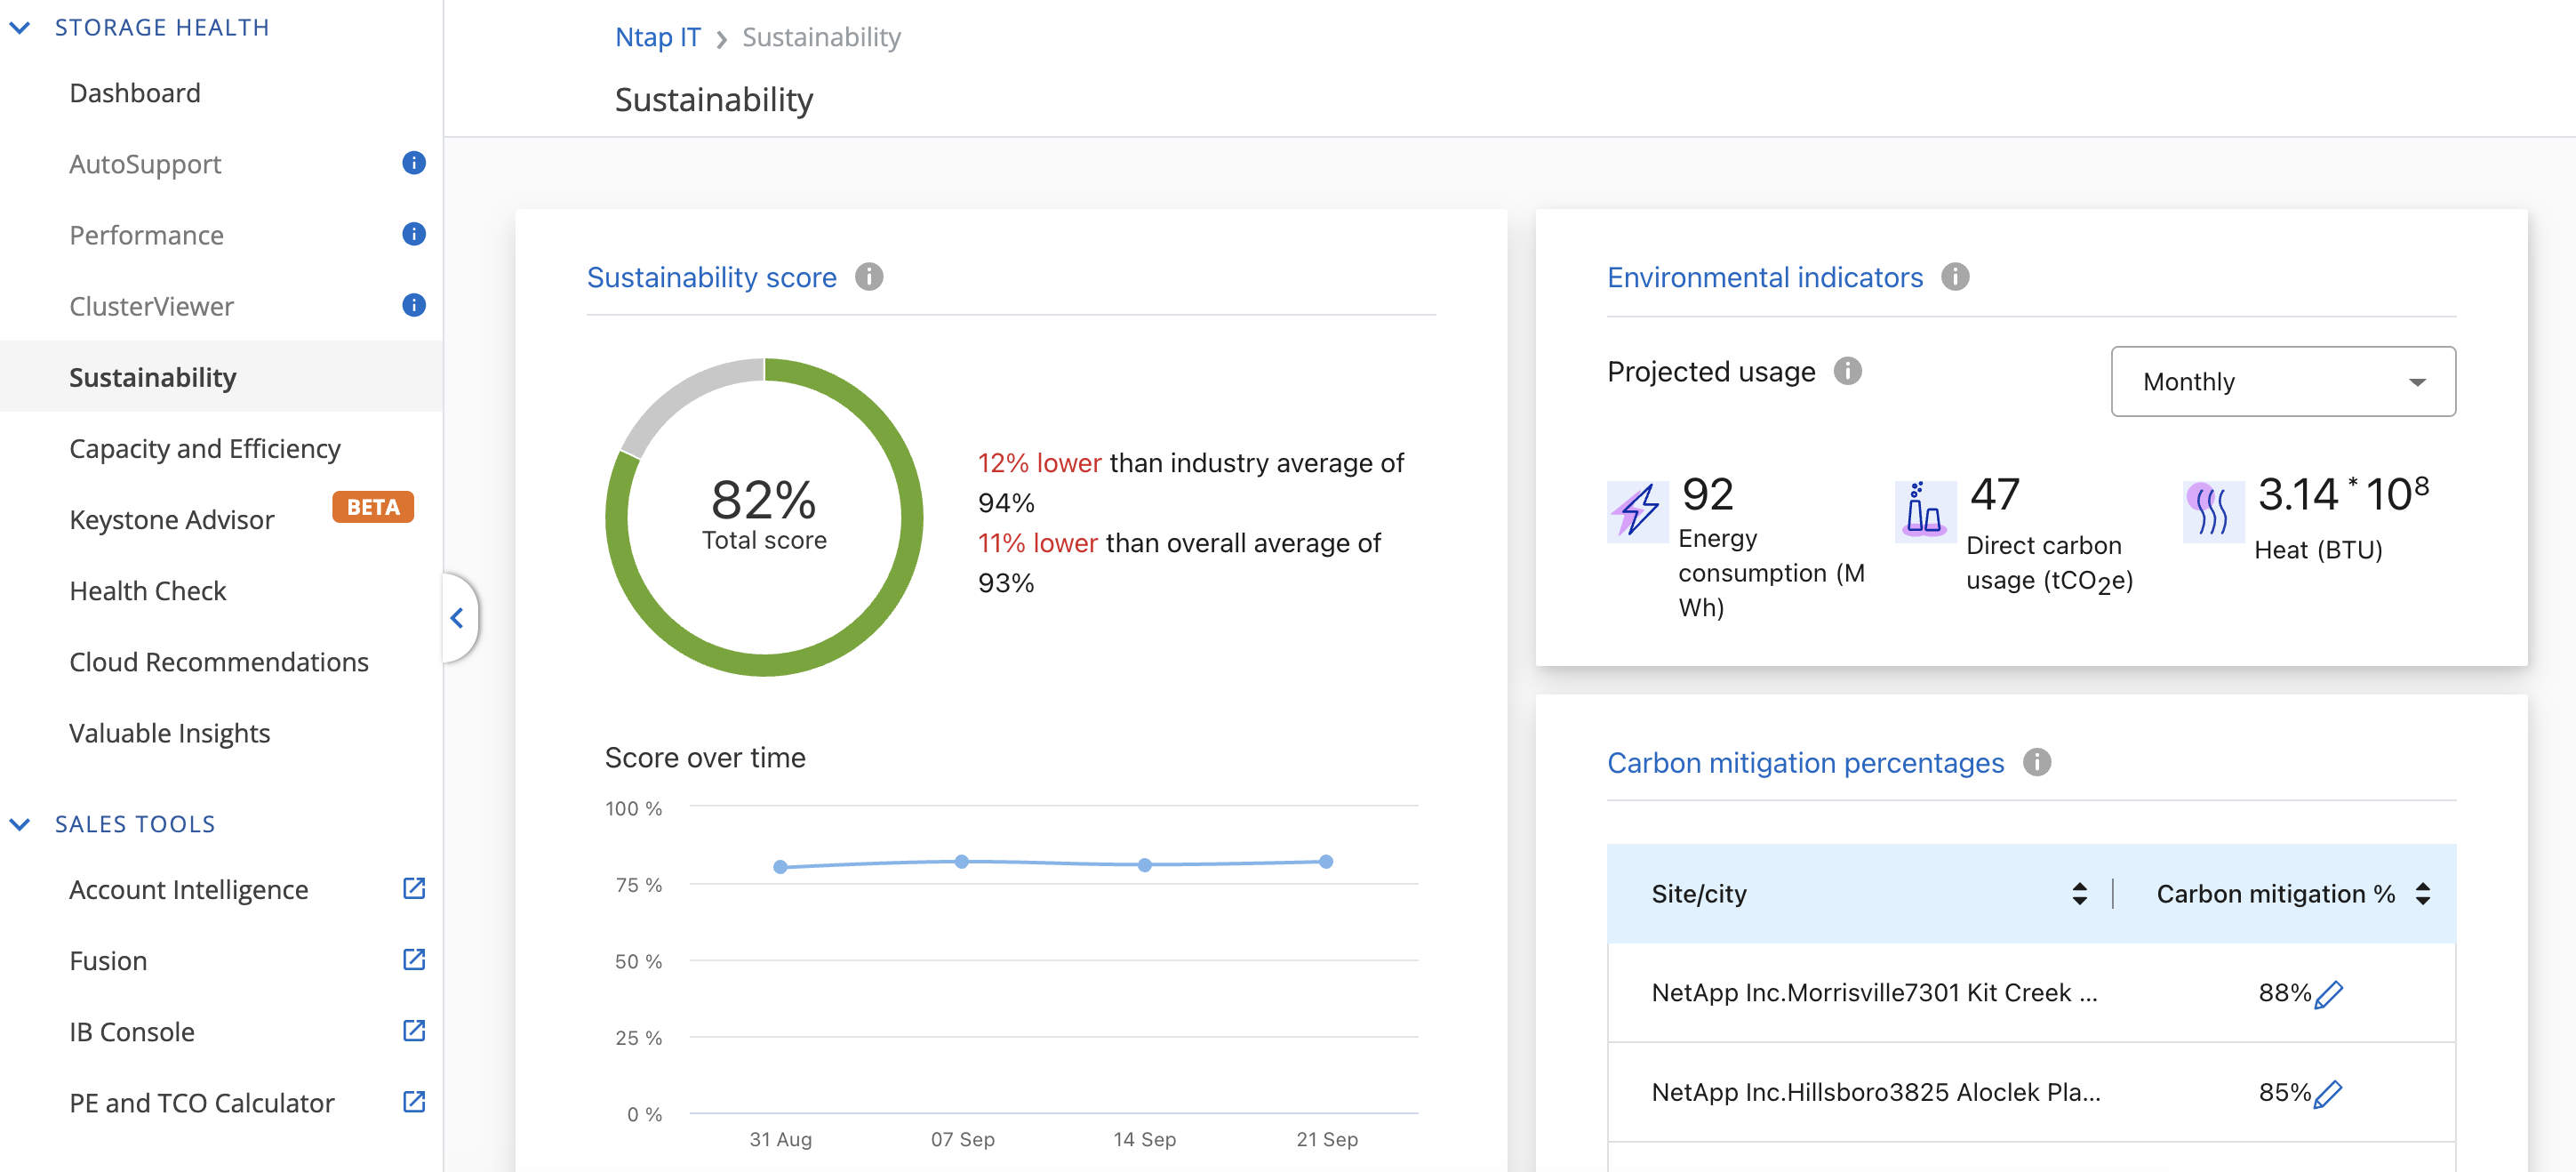 STORAGE HEALTH
Dashboard
AutoSupport
Performance
ClusterViewer
Sustainability
Capacity and Efficiency
Keystone Advisor BETA
Health Check
Cloud Recommendations
Valuable Insights
SALES TOOLS
Account Intelligence
Fusion
IB Console
PE and TCO Calculator
Ntap IT > Sustainability
Sustainability
Sustainability score
82%
Total score
12% lower than industry average of
94%
11% lower than overall average of
93%
Score over time
100 %
75 %
50 %
25 %
0 %
31 Aug 07 Sep 14 Sep 21 Sep
Environmental indicators
Projected usage
Monthly
92
Energy
consumption (M
Wh)
47
Direct carbon
usage (tCO₂e)
3.14 * 10⁸
Heat (BTU)
Carbon mitigation percentages
Site/city Carbon mitigation %
NetApp Inc.Morrisville7301 Kit Creek ... 88%
NetApp Inc.Hillsboro3825 Aloclek Pla... 85%